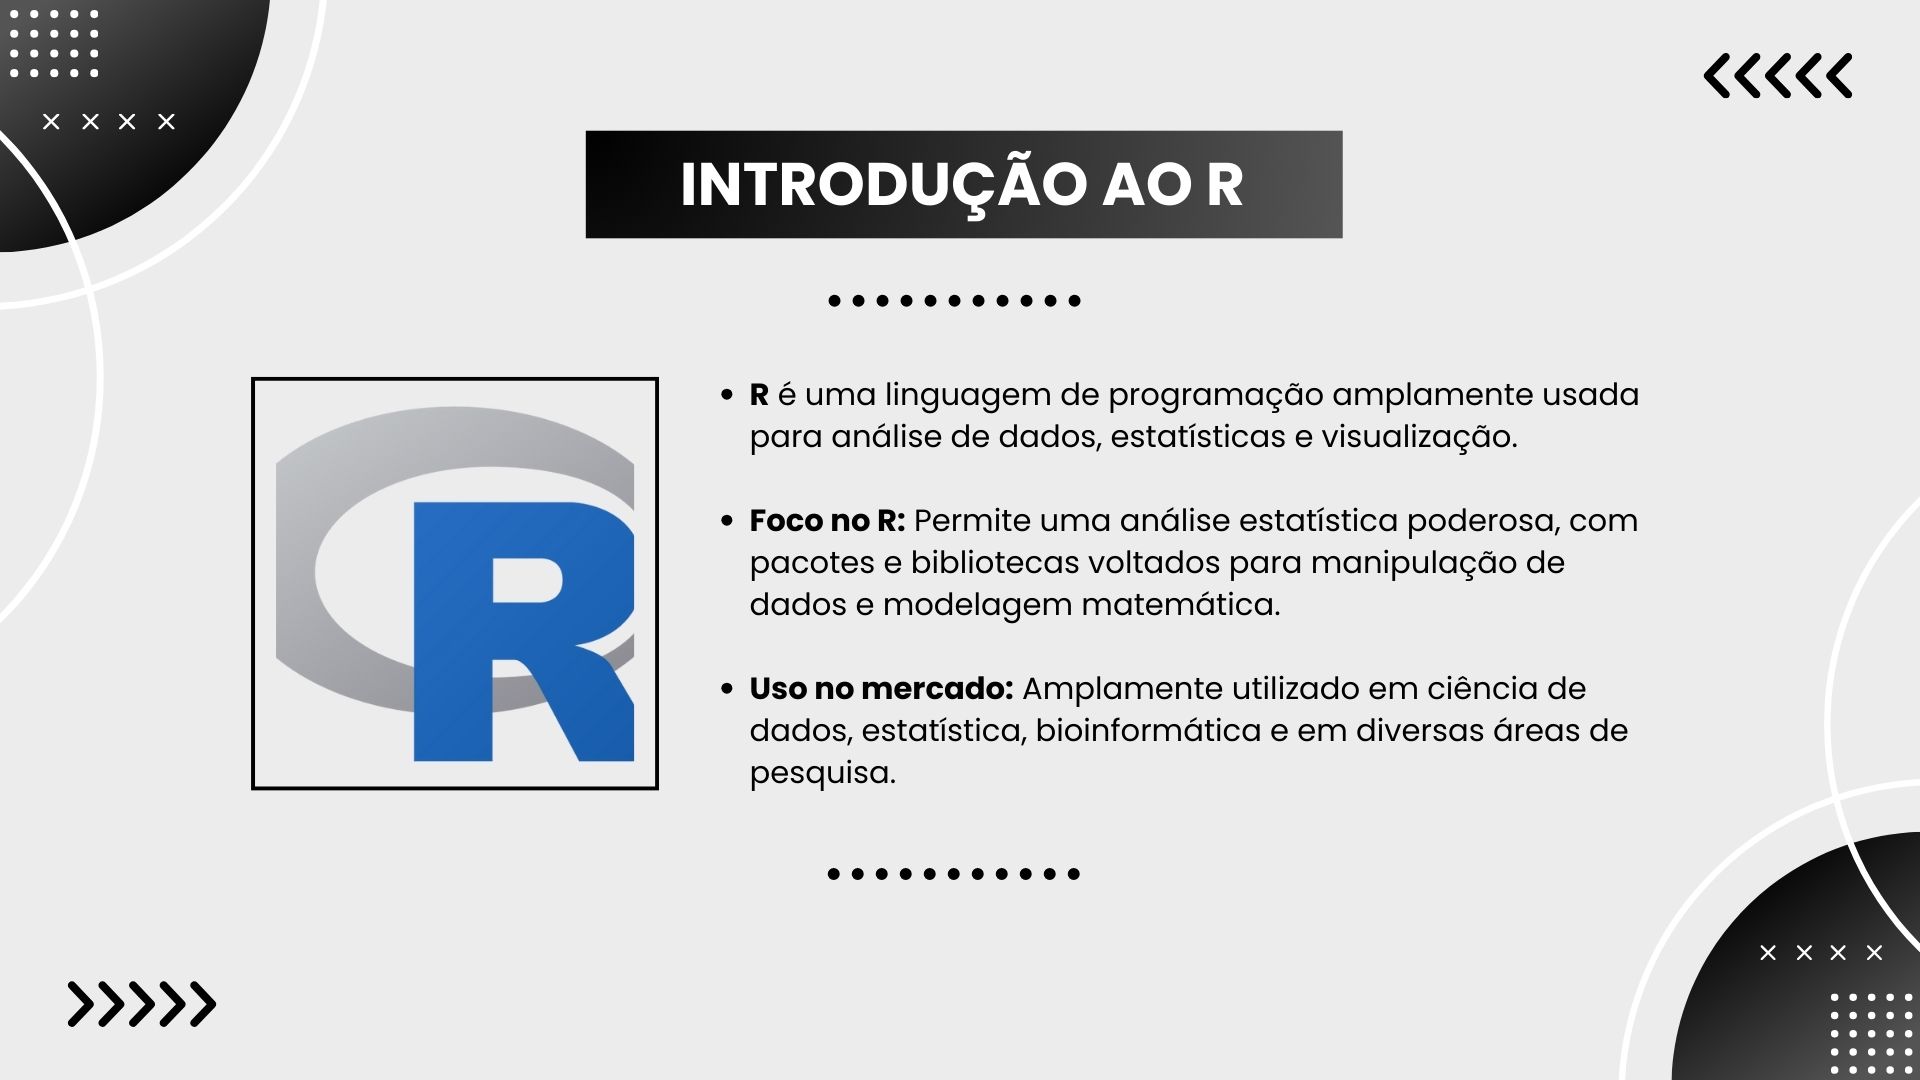 INTRODUÇÃO AO R
R
R é uma linguagem de programação amplamente usada
para análise de dados, estatísticas e visualização.
Foco no R: Permite uma análise estatística poderosa, com
pacotes e bibliotecas voltados para manipulação de
dados e modelagem matemática.
Uso no mercado: Amplamente utilizado em ciência de
dados, estatística, bioinformática e em diversas áreas de
pesquisa.